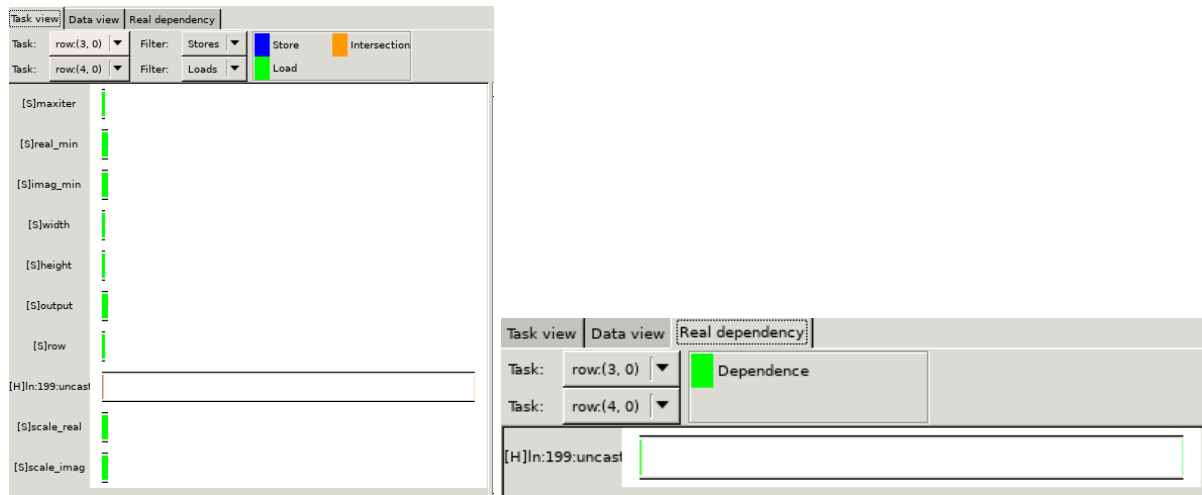 Task view Data view Real dependency
Task: row:(3, 0) Filter: Stores Store Intersection
Task: row:(4, 0) Filter: Loads Load
[S]maxiter
[S]real_min
[S]imag_min
[S]width
[S]height
[S]output
[S]row
[H]ln:199:uncast
[S]scale_real
[S]scale_imag
Task view Data view Real dependency
Task: row:(3, 0) Dependence
Task: row:(4, 0)
[H]ln:199:uncast